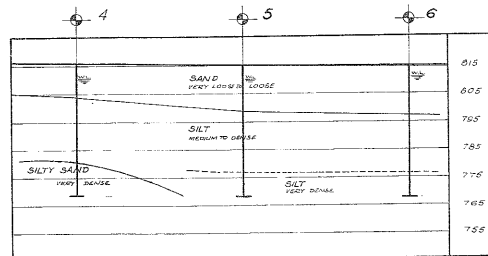 4 5 6
815
W.L. W.L. W.L.
SAND
VERY LOOSE TO LOOSE
805
795
SILT
MEDIUM TO DENSE
785
SILTY SAND
775
VERY DENSE
SILT
VERY DENSE
765
755